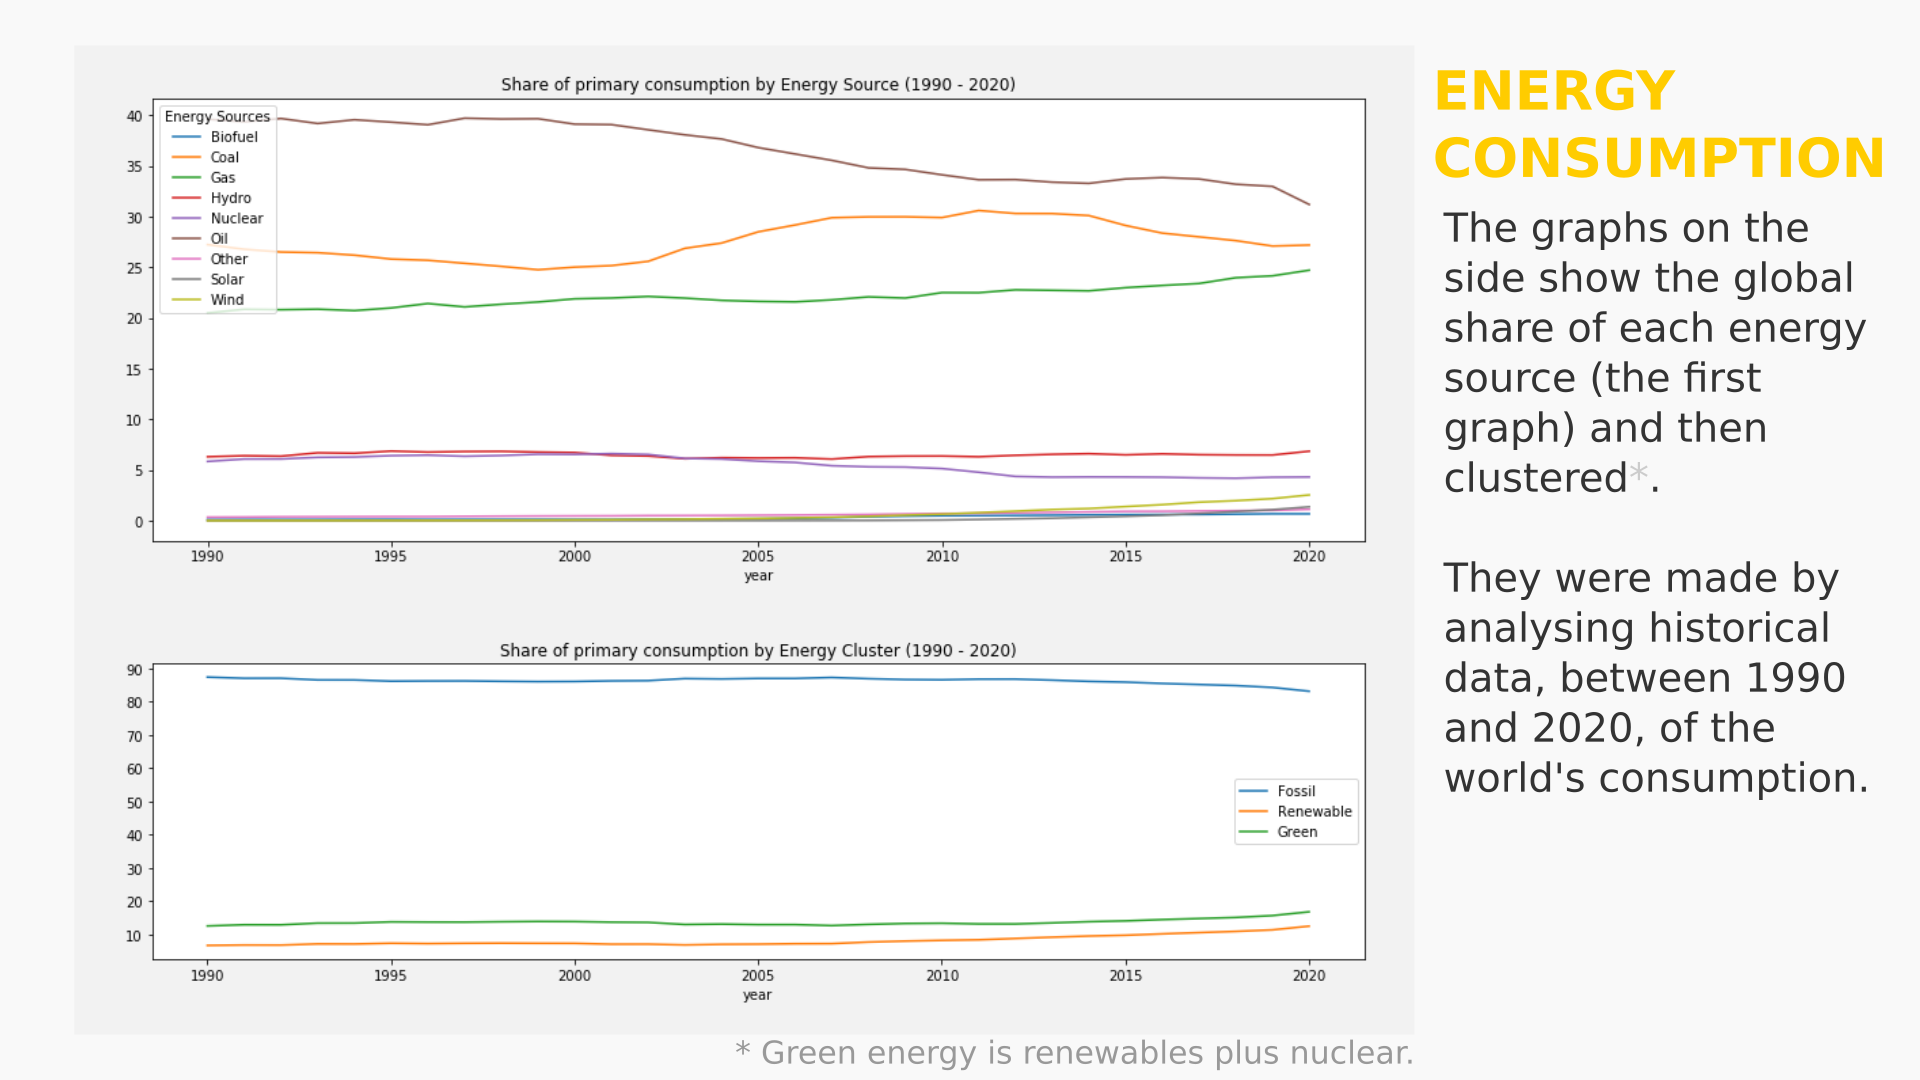 Share of primary consumption by Energy Source (1990 - 2020)
Energy Sources
Biofuel
Coal
Gas
Hydro
Nuclear
Oil
Other
Solar
Wind
40
35
30
25
20
15
10
5
0
1990 1995 2000 2005 2010 2015 2020
year
Share of primary consumption by Energy Cluster (1990 - 2020)
90
80
70
60
50
40
30
20
10
Fossil
Renewable
Green
1990 1995 2000 2005 2010 2015 2020
year
* Green energy is renewables plus nuclear.
ENERGY
CONSUMPTION
The graphs on the
side show the global
share of each energy
source (the first
graph) and then
clustered*.
They were made by
analysing historical
data, between 1990
and 2020, of the
world's consumption.